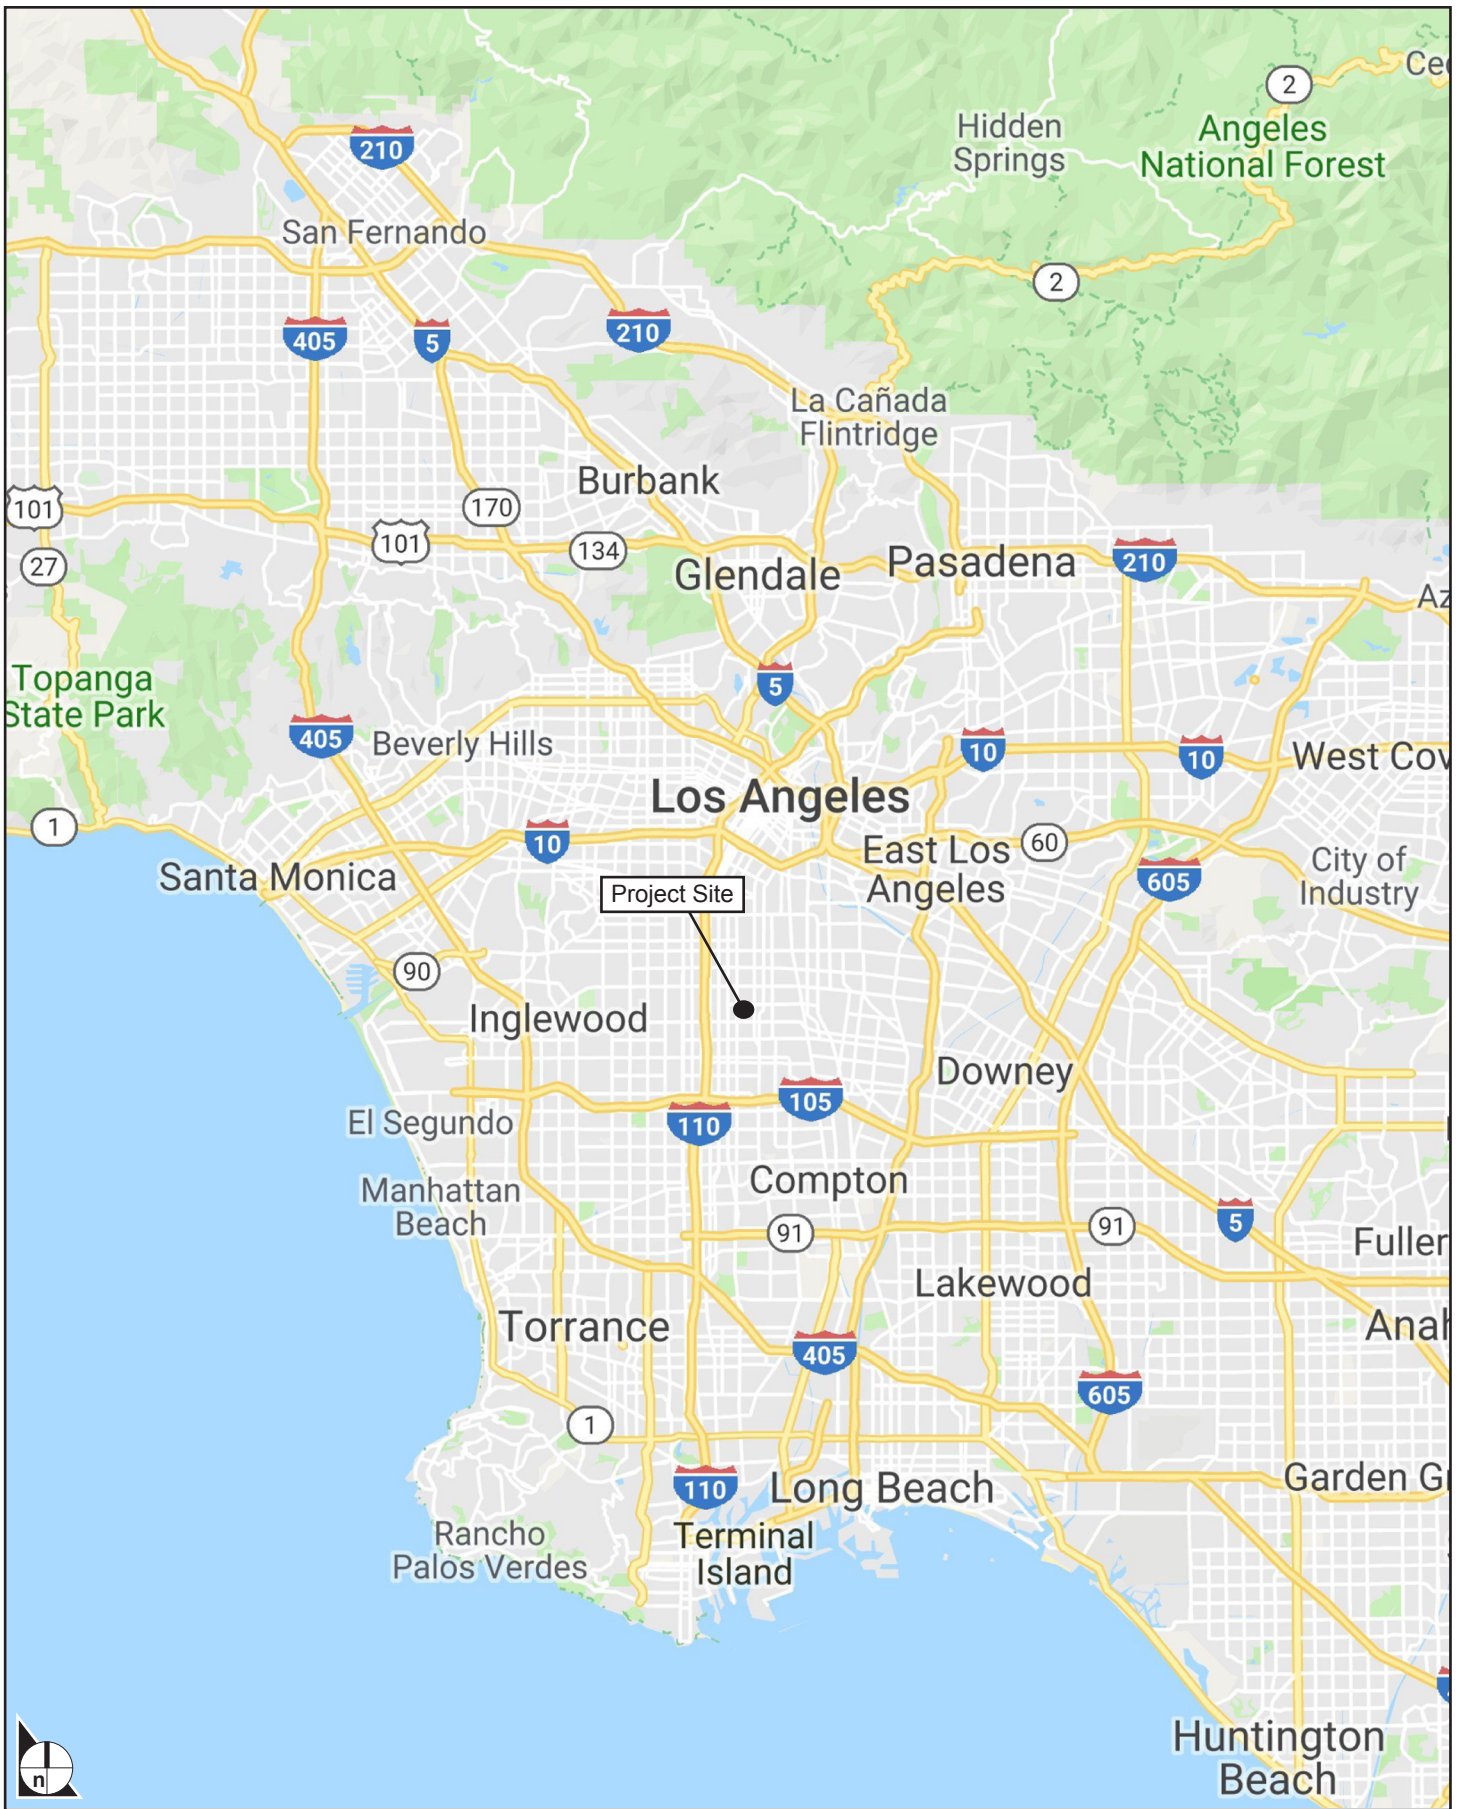 2
Ce
Hidden
Springs
Angeles
National Forest
210
San Fernando
2
405
5
210
La Cañada
Flintridge
Burbank
101
170
101
134
27
Glendale
Pasadena
210
Az
Topanga
State Park
5
405
Beverly Hills
10
10
West Cov
Los Angeles
1
10
East Los
Angeles
60
City of
Industry
Santa Monica
605
Project Site
90
Inglewood
Downey
105
El Segundo
110
Compton
Manhattan
Beach
91
91
5
Fuller
Lakewood
Torrance
Anah
405
605
1
110
Long Beach
Garden G
Rancho
Palos Verdes
Terminal
Island
Huntington
Beach
n